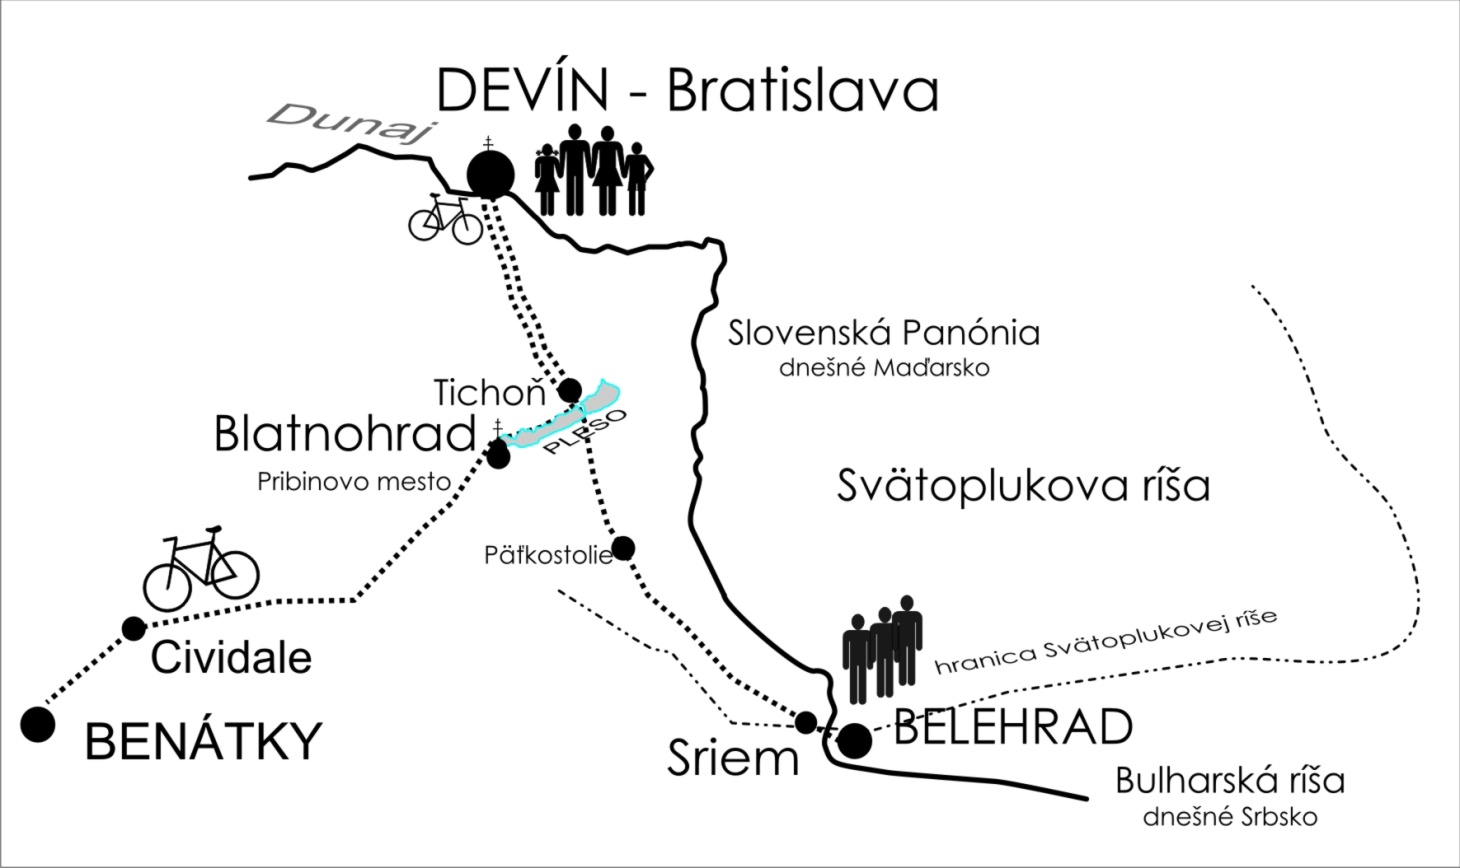 DEVÍN - Bratislava
Dunaj
Slovenská Panónia
dnešné Maďarsko
Tichoň
Blatnohrad
PLESO
Pribinovo mesto
Svätoplukova ríša
Päťkostolie
hranica Svätoplukovej ríše
Cividale
BENÁTKY
BELEHRAD
Sriem
Bulharská ríša
dnešné Srbsko